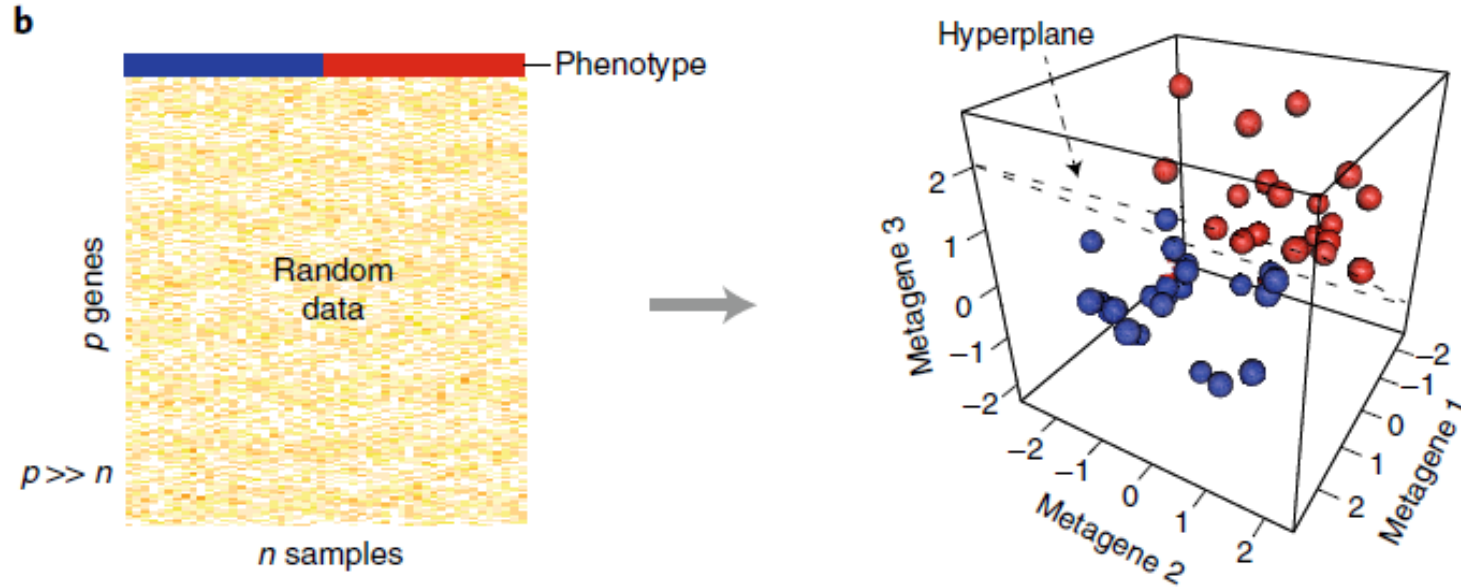 b
Phenotype
Random
data
p genes
p >> n
n samples
Hyperplane
Metagene 3
2
1
0
−1
−2
−2
−1
0
1
2
Metagene 2
−2
−1
0
1
2
Metagene 1